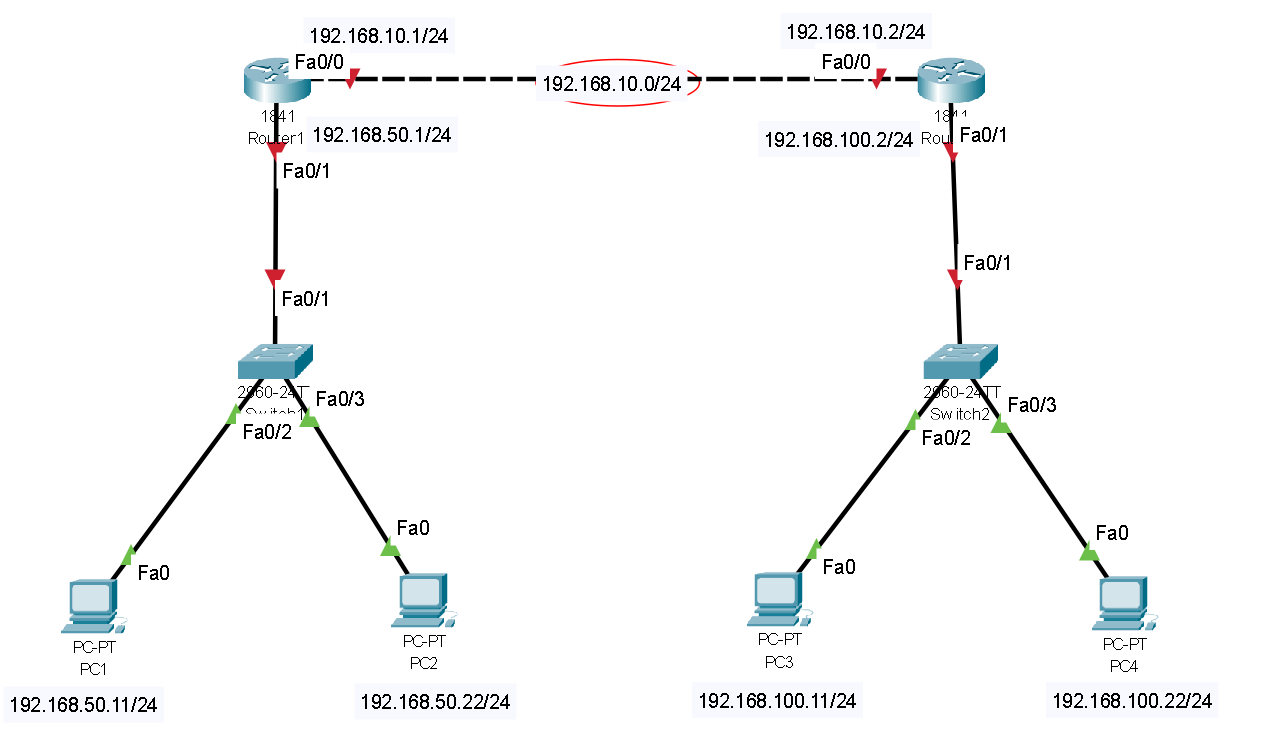 192.168.10.1/24
192.168.10.2/24
Fa0/0
Fa0/0
192.168.10.0/24
1841
Router1
192.168.50.1/24
192.168.100.2/24
Fa0/1
Fa0/1
Fa0/1
Fa0/1
2960-24TT
Switch1
Fa0/3
Fa0/2
2960-24TT
Switch2
Fa0/3
Fa0/2
Fa0
Fa0
Fa0
Fa0
PC-PT
PC1
PC-PT
PC2
PC-PT
PC3
PC-PT
PC4
192.168.50.11/24
192.168.50.22/24
192.168.100.11/24
192.168.100.22/24